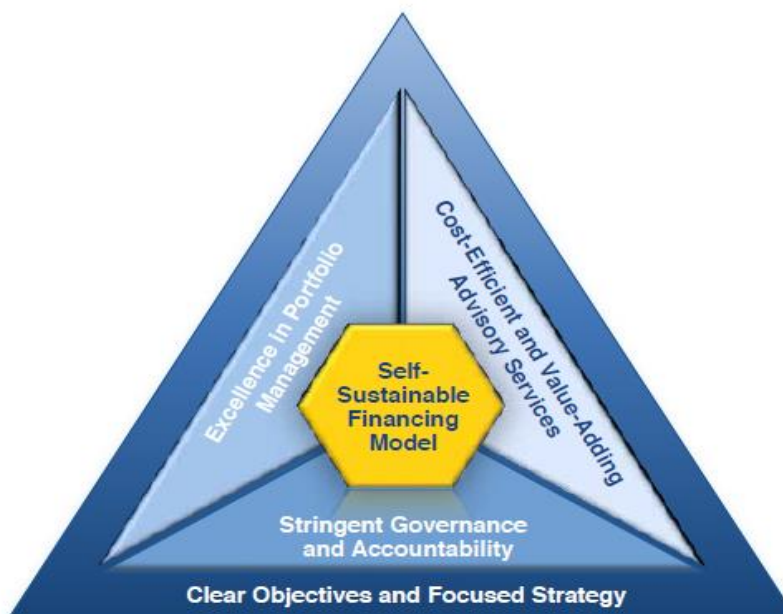 Excellence In Portfolio
Management
Cost-Efficient and Value-Adding
Advisory Services
Self-
Sustainable
Financing
Model
Stringent Governance
and Accountability
Clear Objectives and Focused Strategy